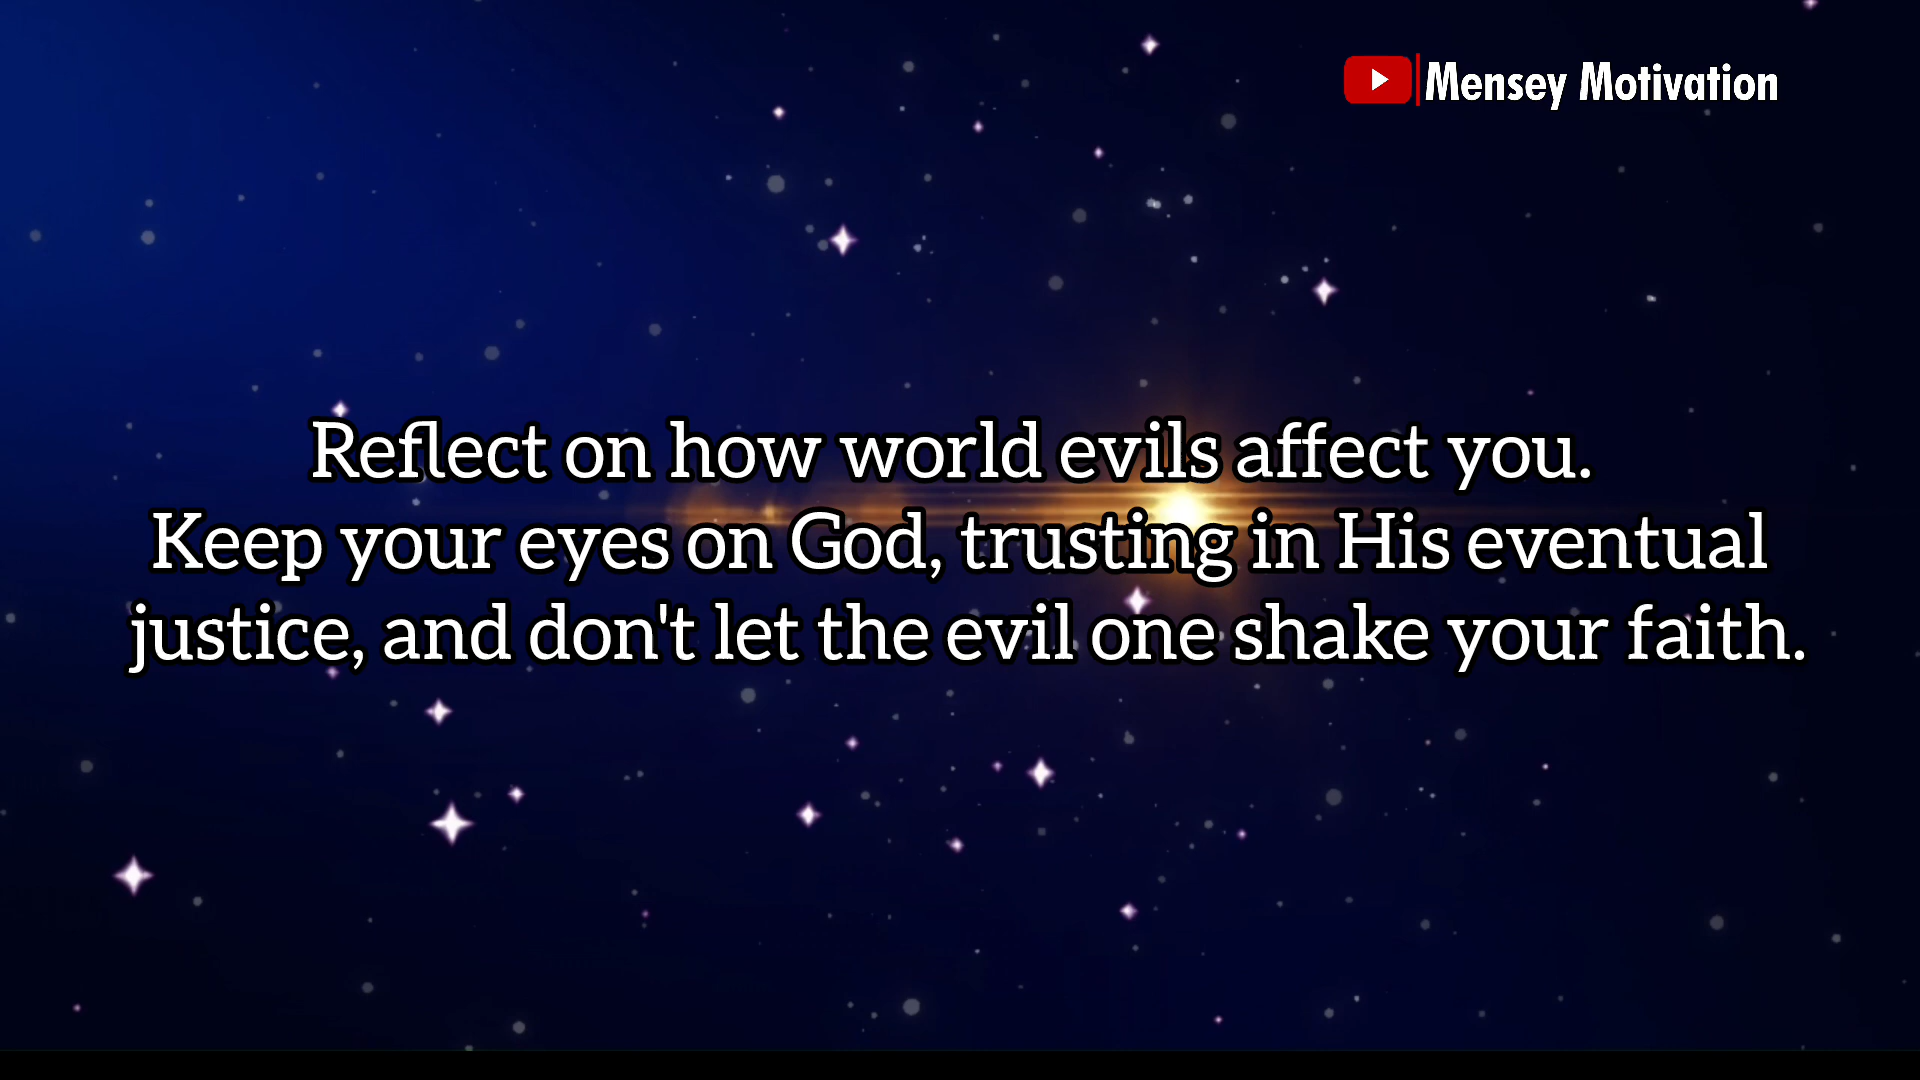 Mensey Motivation
Reflect on how world evils affect you.
Keep your eyes on God, trusting in His eventual
justice, and don't let the evil one shake your faith.